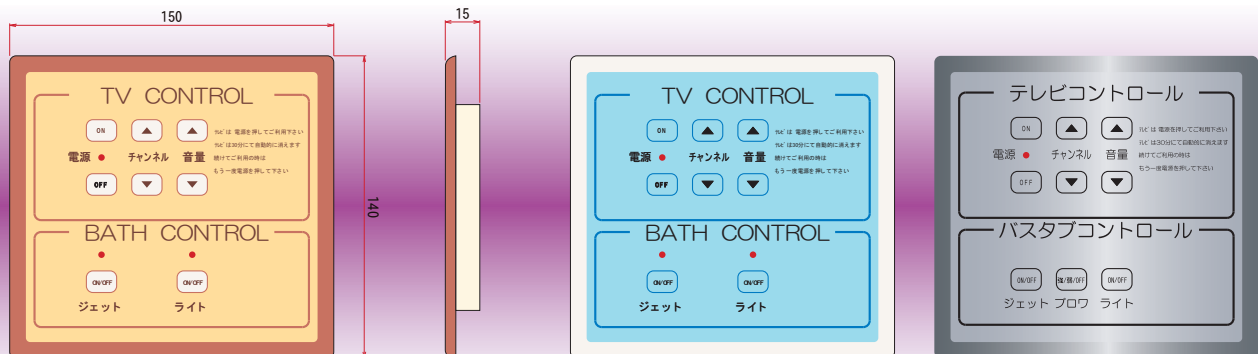 150
15
140
TV CONTROL
ON
電源
チャンネル
音量
OFF
ﾃﾚﾋﾞは 電源を押してご利用下さい
ﾃﾚﾋﾞは30分にて自動的に消えます
続けてご利用の時は
もう一度電源を押して下さい
BATH CONTROL
ON/OFF
ON/OFF
ジェット
ライト
TV CONTROL
ON
電源
チャンネル
音量
OFF
ﾃﾚﾋﾞは 電源を押してご利用下さい
ﾃﾚﾋﾞは30分にて自動的に消えます
続けてご利用の時は
もう一度電源を押して下さい
BATH CONTROL
ON/OFF
ON/OFF
ジェット
ライト
テレビコントロール
ON
電源
チャンネル
音量
OFF
ﾃﾚﾋﾞは 電源を押してご利用下さい
ﾃﾚﾋﾞは30分にて自動的に消えます
続けてご利用の時は
もう一度電源を押して下さい
バスタブコントロール
ON/OFF
強/弱/OFF
ON/OFF
ジェット
ブロワ
ライト